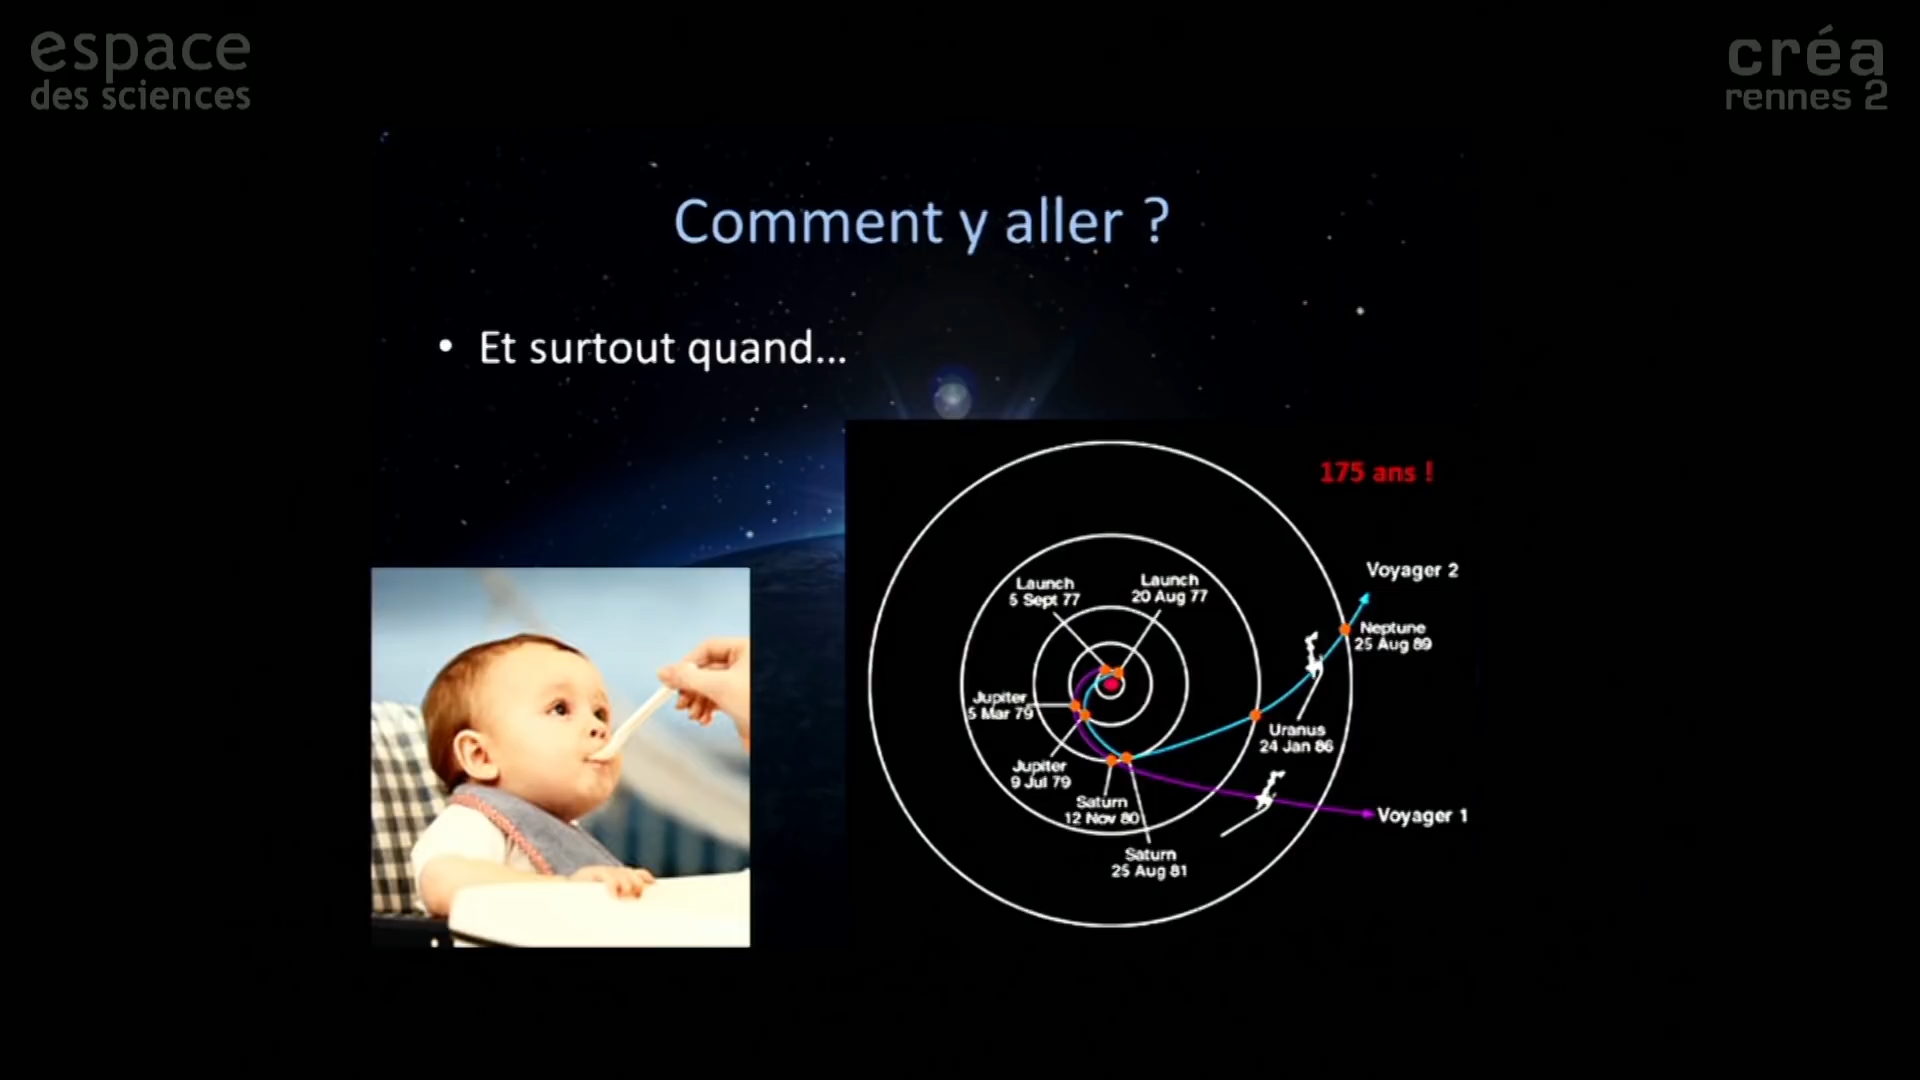 espace
des sciences
créa
rennes 2
Comment y aller ?
• Et surtout quand...
175 ans !
Voyager 2
Launch
5 Sept 77
Launch
20 Aug 77
Neptune
25 Aug 89
Jupiter
5 Mar 79
Uranus
24 Jan 86
Jupiter
9 Jul 79
Saturn
12 Nov 80
Voyager 1
Saturn
25 Aug 81